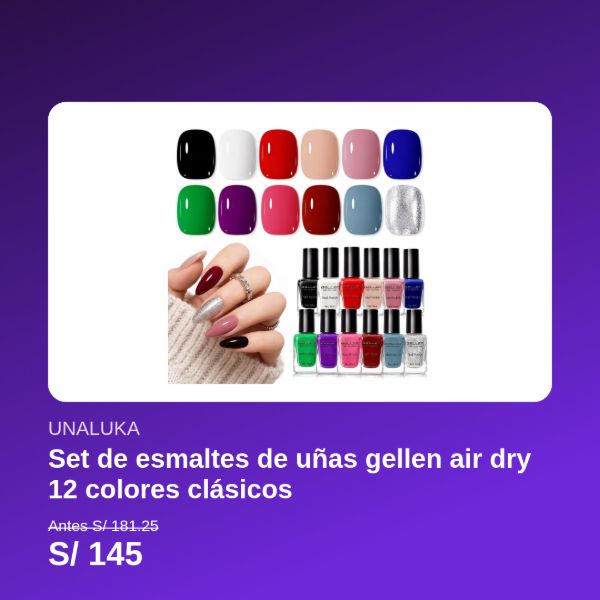 UNALUKA
Set de esmaltes de uñas gellen air dry
12 colores clásicos
Antes S/ 181.25
S/ 145